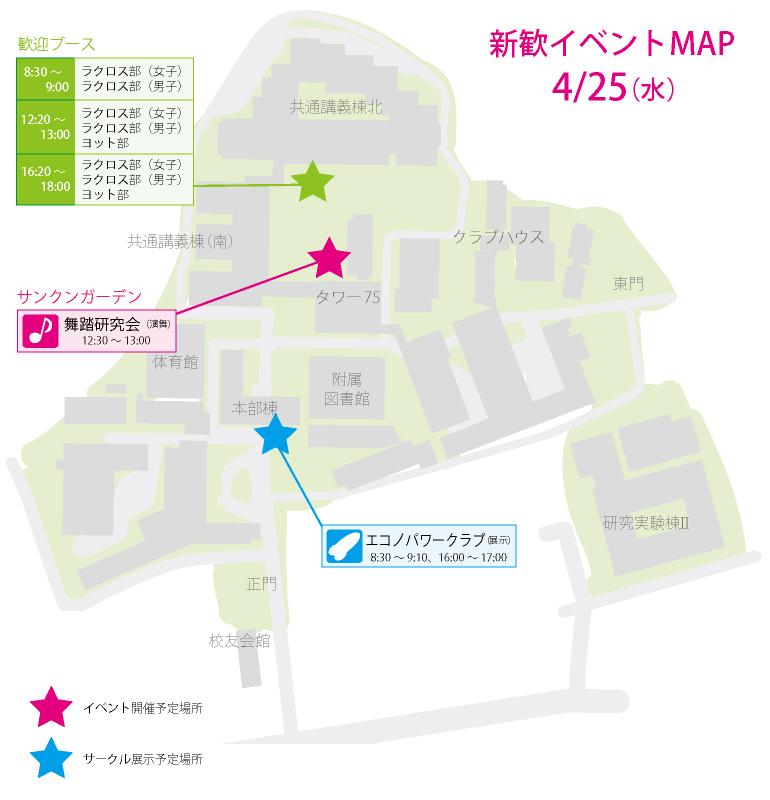 新歓イベントMAP
4/25(水)
歓迎ブース
8:30～
9:00
ラクロス部(女子)
ラクロス部(男子)
12:20～
13:00
ラクロス部(女子)
ラクロス部(男子)
ヨット部
16:20～
18:00
ラクロス部(女子)
ラクロス部(男子)
ヨット部
共通講義棟北
共通講義棟(南)
クラブハウス
東門
サンクンガーデン
舞踏研究会(演舞)
12:30～13:00
タワー75
体育館
附属
図書館
本部棟
エコノパワークラブ(展示)
8:30～9:10、16:00～17:00
研究実験棟II
正門
校友会館
イベント開催予定場所
サークル展示予定場所